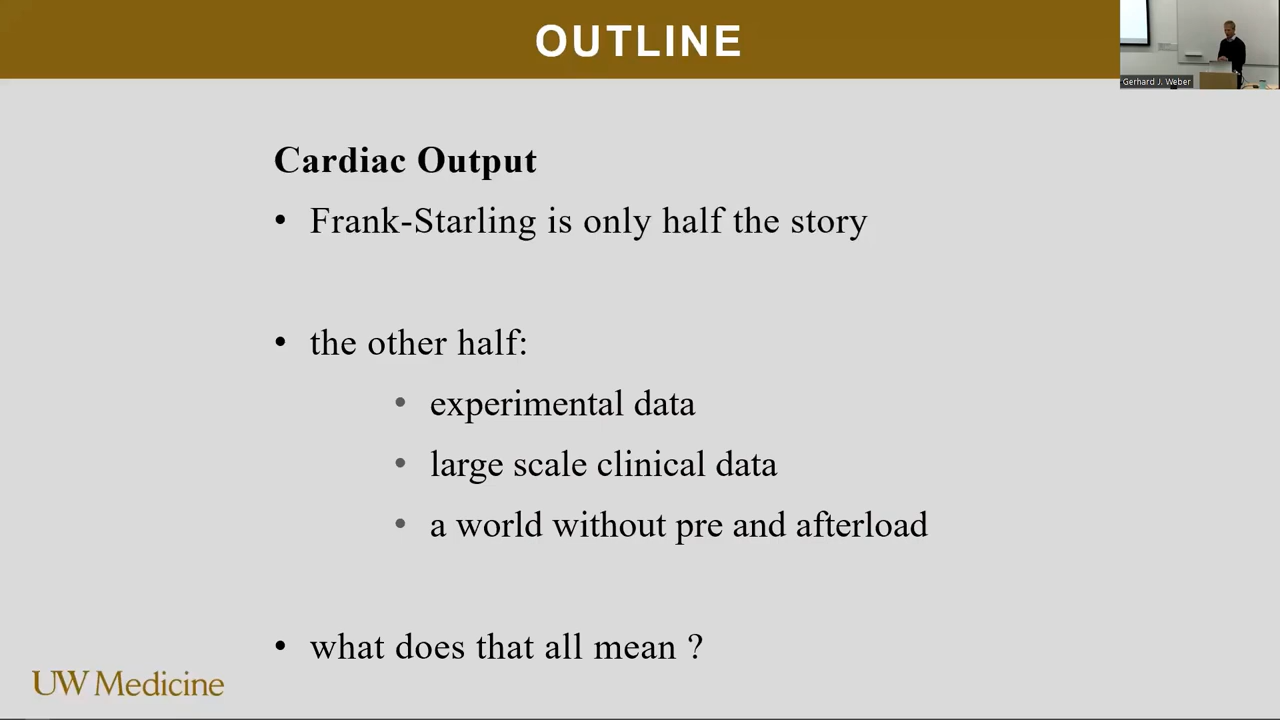 OUTLINE
Gerhard J. Weber
Cardiac Output
• Frank-Starling is only half the story
• the other half:
• experimental data
• large scale clinical data
• a world without pre and afterload
• what does that all mean ?
UW Medicine